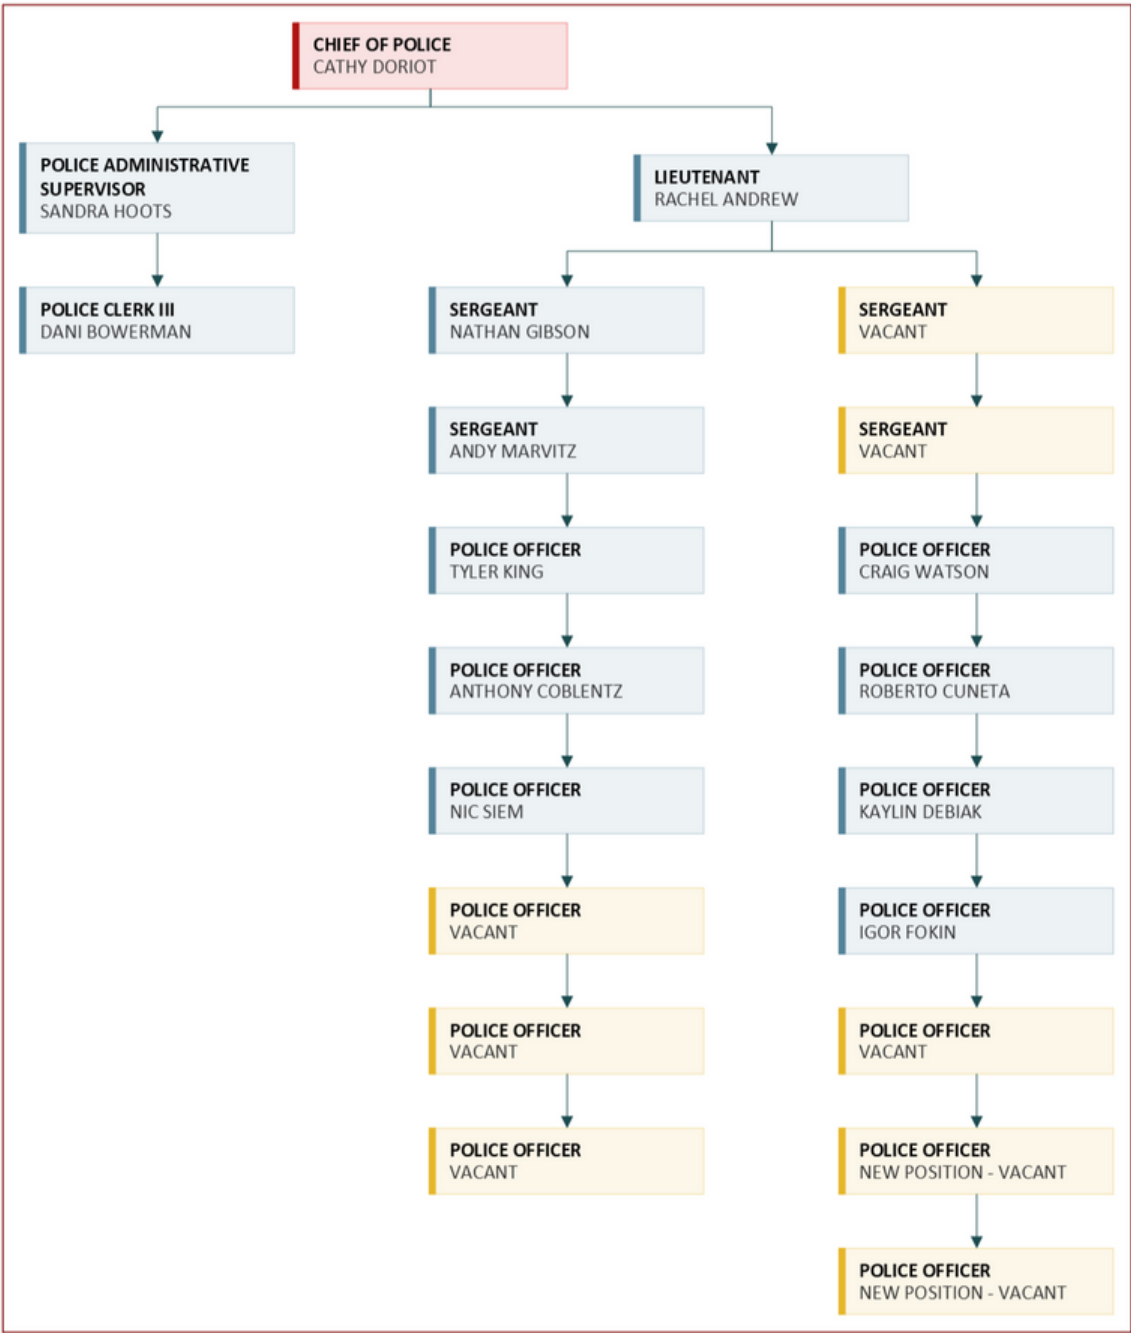 CHIEF OF POLICE
CATHY DORIOT
POLICE ADMINISTRATIVE
SUPERVISOR
SANDRA HOOTS
POLICE CLERK III
DANI BOWERMAN
LIEUTENANT
RACHEL ANDREW
SERGEANT
NATHAN GIBSON
SERGEANT
ANDY MARVITZ
POLICE OFFICER
TYLER KING
POLICE OFFICER
ANTHONY COBLENTZ
POLICE OFFICER
NIC SIEM
POLICE OFFICER
VACANT
POLICE OFFICER
VACANT
POLICE OFFICER
VACANT
SERGEANT
VACANT
SERGEANT
VACANT
POLICE OFFICER
CRAIG WATSON
POLICE OFFICER
ROBERTO CUNETA
POLICE OFFICER
KAYLIN DEBIAK
POLICE OFFICER
IGOR FOKIN
POLICE OFFICER
VACANT
POLICE OFFICER
NEW POSITION - VACANT
POLICE OFFICER
NEW POSITION - VACANT